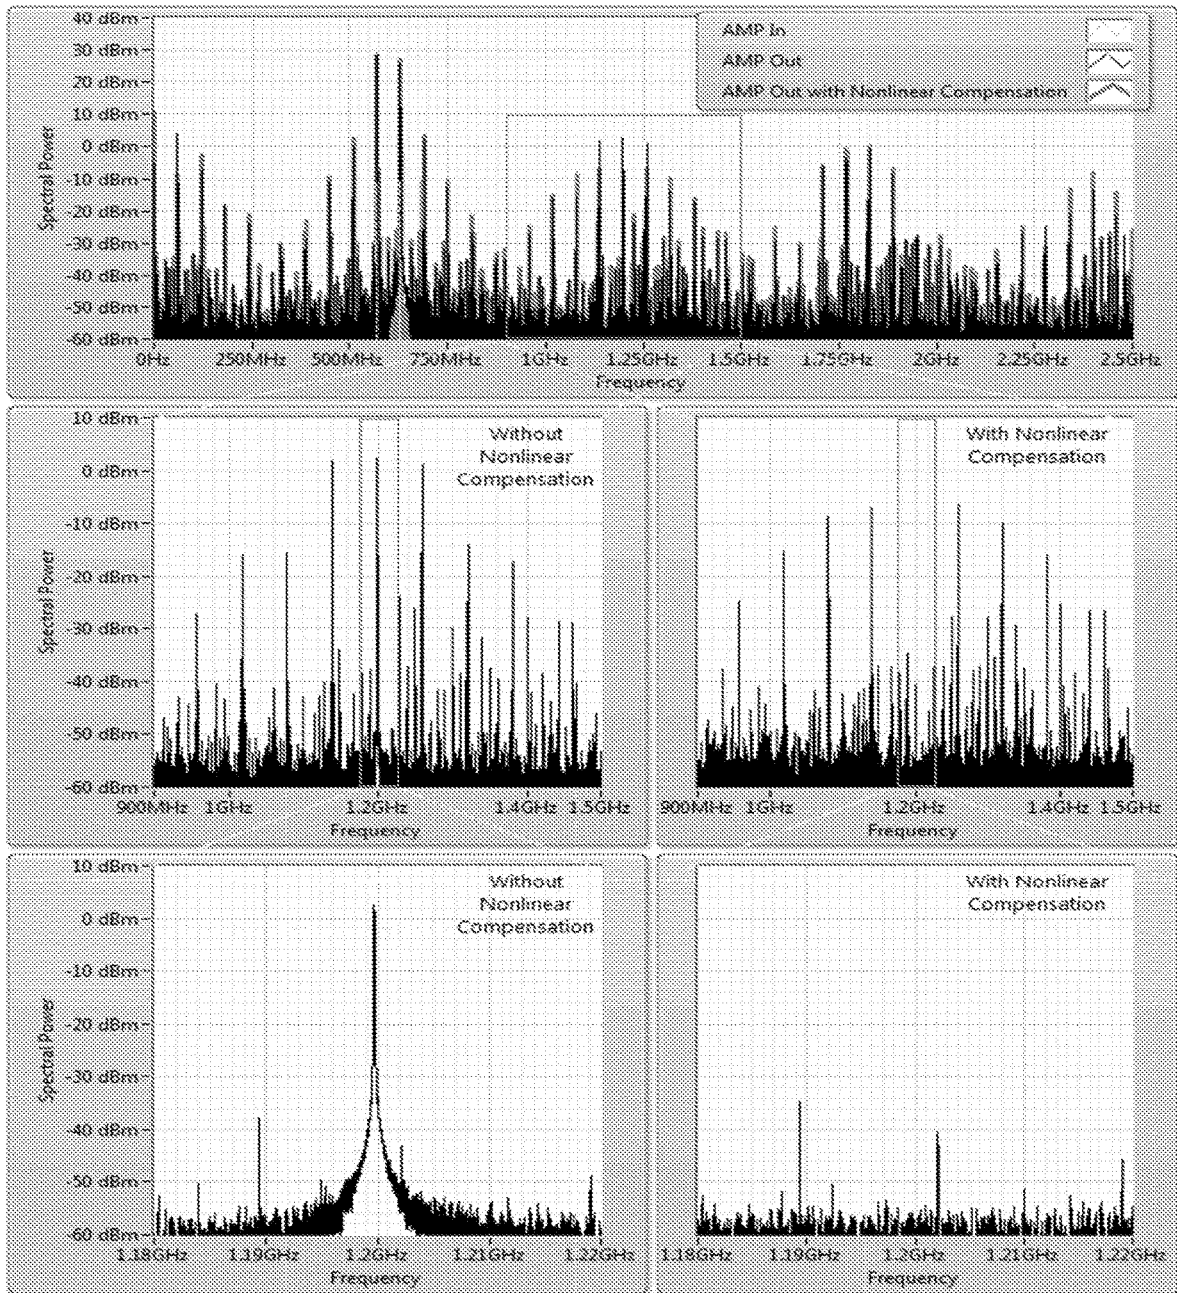 40 dBm
30 dBm
20 dBm
10 dBm
0 dBm
-10 dBm
-20 dBm
-30 dBm
-40 dBm
-50 dBm
-60 dBm
Spectral Power
AMP In
AMP Out
AMP Out with Nonlinear Compensation
0Hz 250MHz 500MHz 750MHz 1GHz 1.25GHz 1.5GHz 1.75GHz 2GHz 2.25GHz 2.5GHz
Frequency
10 dBm
0 dBm
-10 dBm
-20 dBm
-30 dBm
-40 dBm
-50 dBm
-60 dBm
Spectral Power
Without
Nonlinear
Compensation
900MHz 1GHz 1.2GHz 1.4GHz 1.5GHz
Frequency
With Nonlinear
Compensation
900MHz 1GHz 1.2GHz 1.4GHz 1.5GHz
Frequency
10 dBm
0 dBm
-10 dBm
-20 dBm
-30 dBm
-40 dBm
-50 dBm
-60 dBm
Spectral Power
Without
Nonlinear
Compensation
1.18GHz 1.19GHz 1.2GHz 1.21GHz 1.22GHz
Frequency
With Nonlinear
Compensation
1.18GHz 1.19GHz 1.2GHz 1.21GHz 1.22GHz
Frequency